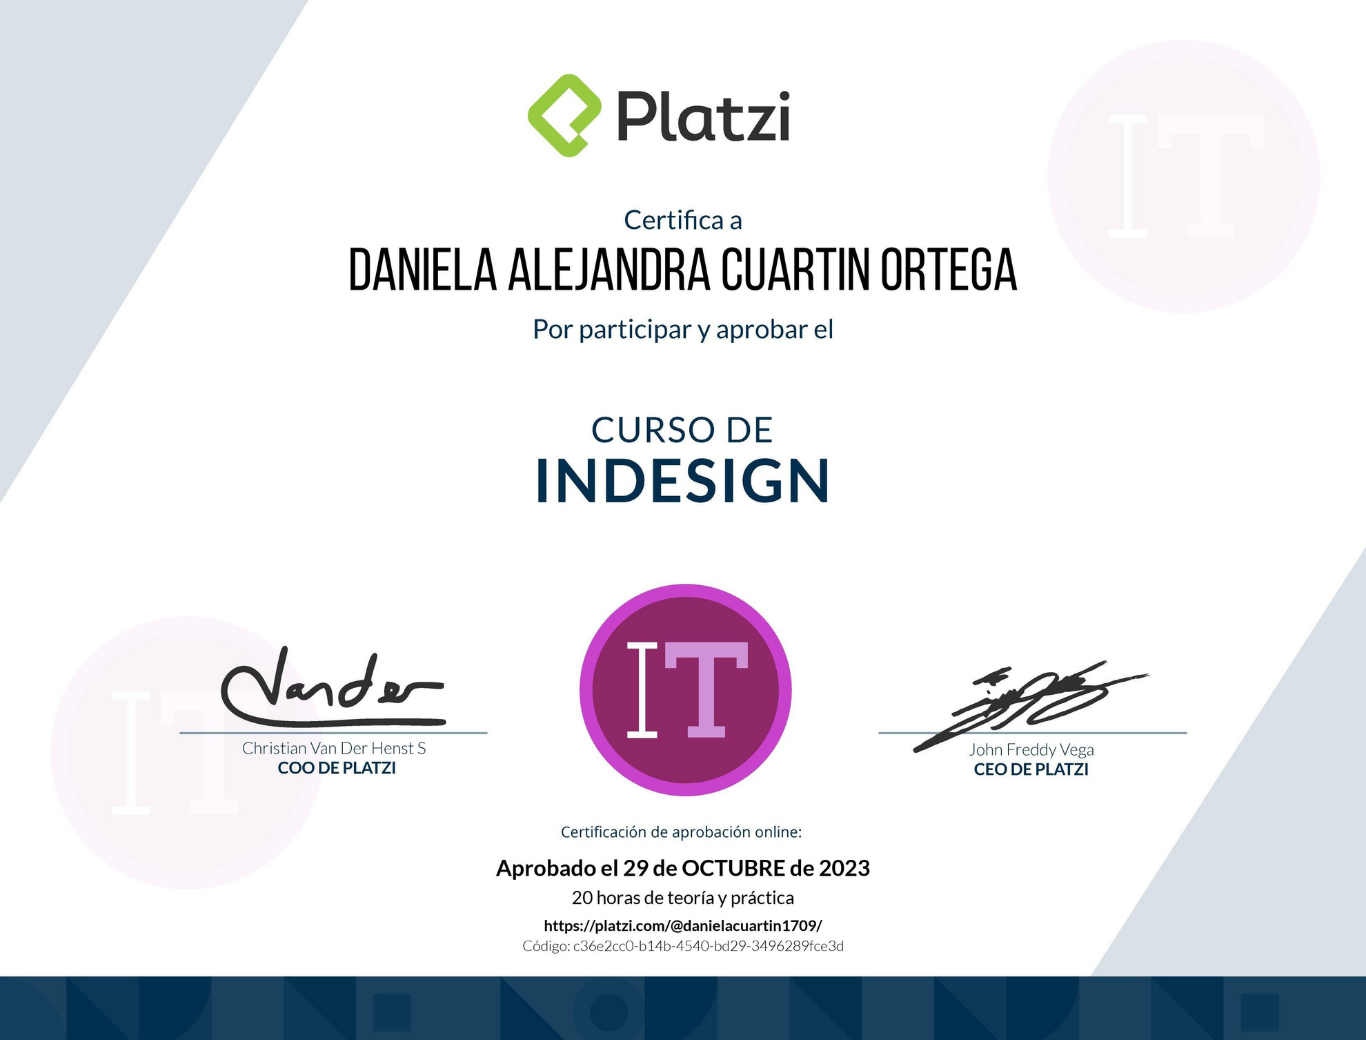 Platzi
Certifica a
DANIELA ALEJANDRA CUARTIN ORTEGA
Por participar y aprobar el
CURSO DE
INDESIGN
IT
IT
IT
Vander
Christian Van Der Henst S
COO DE PLATZI
John Freddy Vega
CEO DE PLATZI
Certificación de aprobación online:
Aprobado el 29 de OCTUBRE de 2023
20 horas de teoría y práctica
https://platzi.com/@danielacuartin1709/
Código: c36e2cc0-b14b-4540-bd29-3496289fce3d